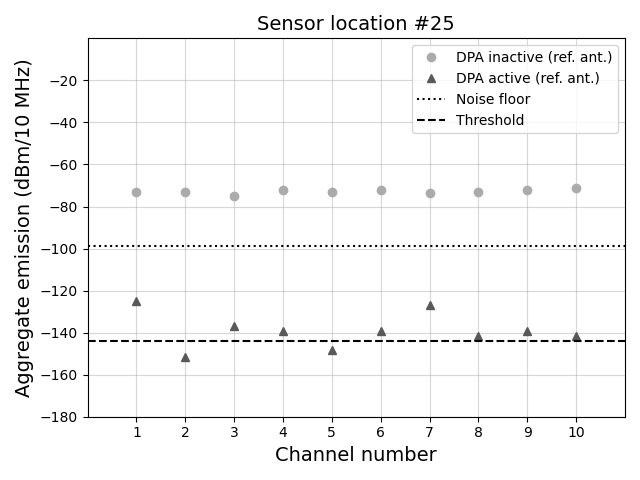 Sensor location #25
DPA inactive (ref. ant.)
DPA active (ref. ant.)
Noise floor
Threshold
Aggregate emission (dBm/10 MHz)
−20
−40
−60
−80
−100
−120
−140
−160
−180
1 2 3 4 5 6 7 8 9 10
Channel number